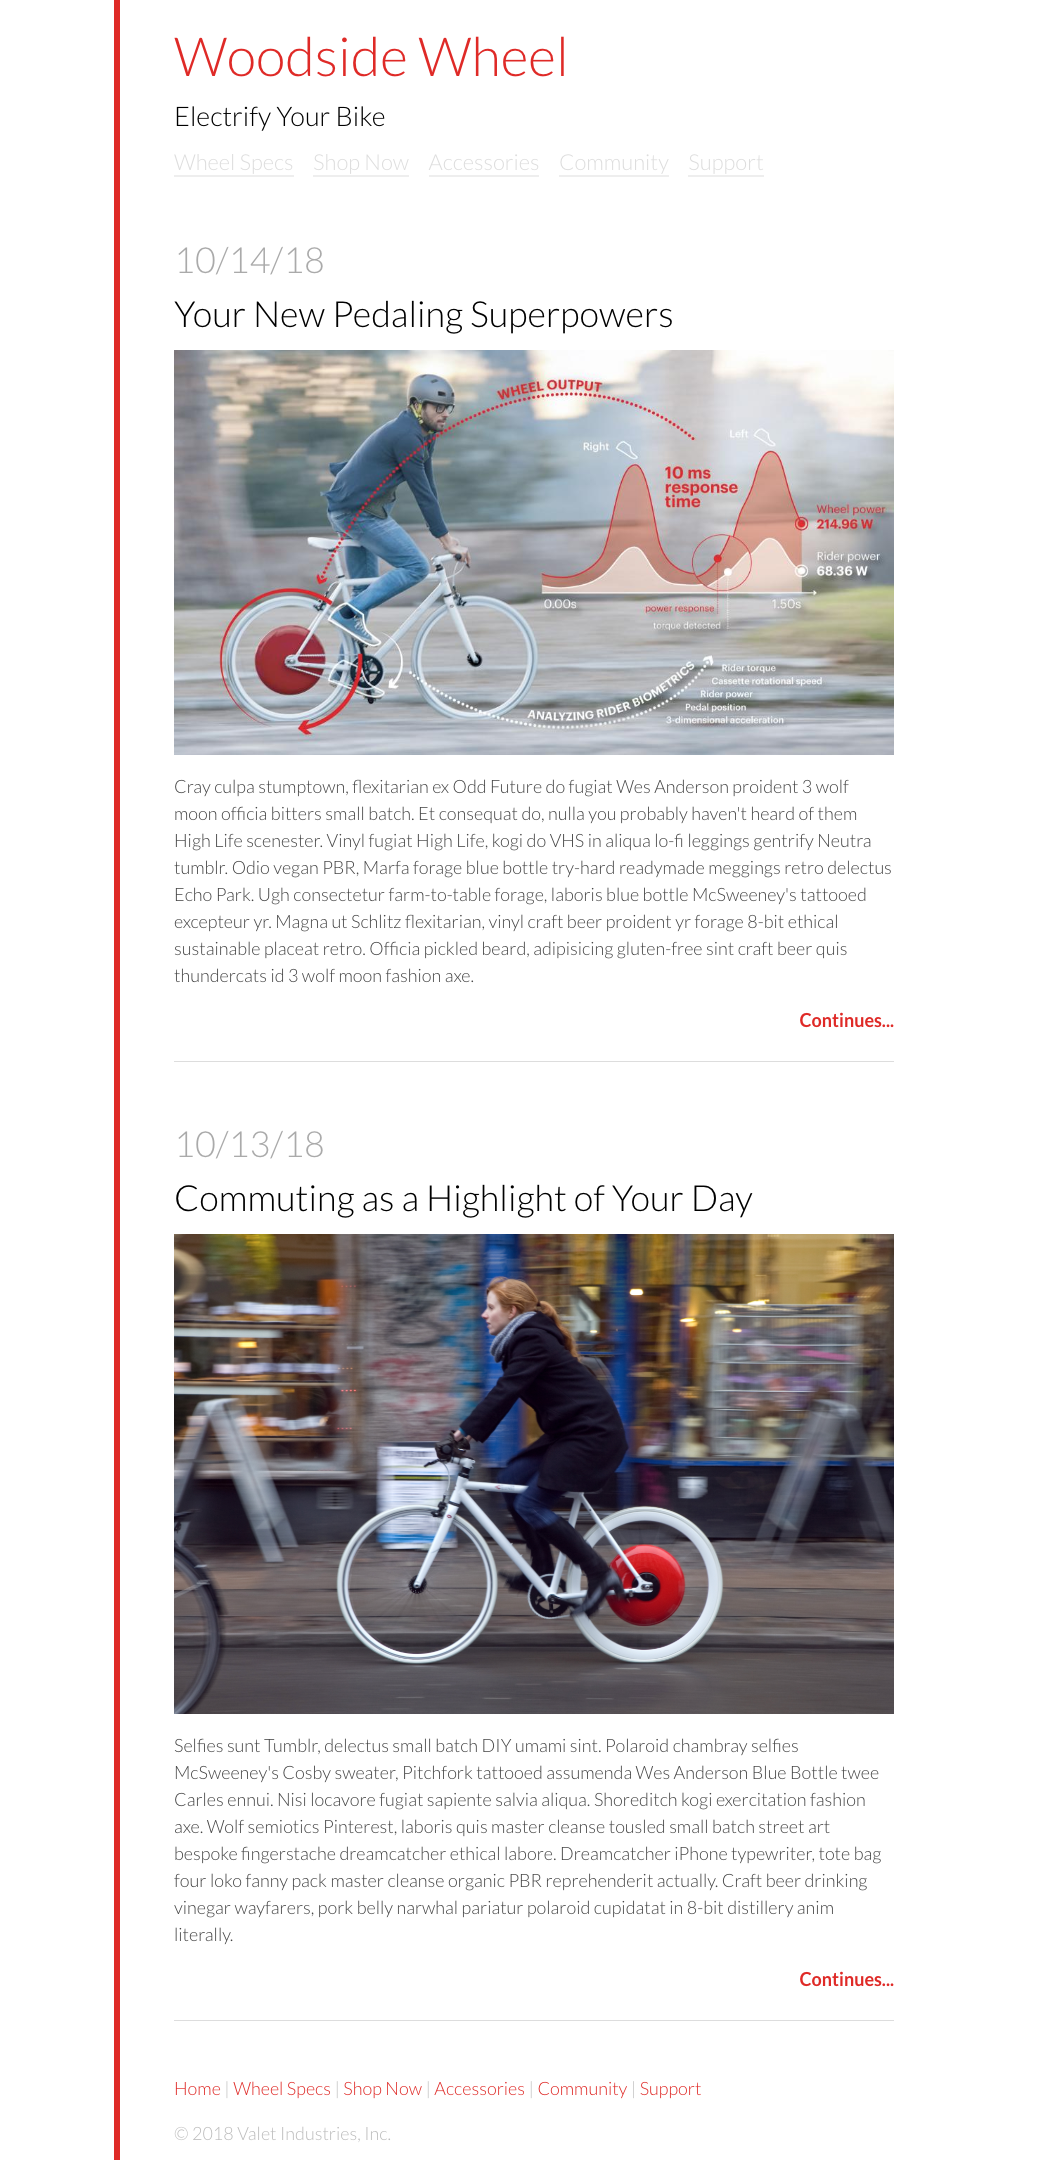 Woodside Wheel
Electrify Your Bike
Wheel Specs Shop Now Accessories Community Support
10/14/18
Your New Pedaling Superpowers
WHEEL OUTPUT
Right
Left
10 ms
response
time
Wheel power
214.96 W
Rider power
68.36 W
0.00s
1.50s
power response
torque detected
ANALYZING RIDER BIOMETRICS
Rider torque
Cassette rotational speed
Rider power
Pedal position
3-dimensional acceleration
Cray culpa stumptown, flexitarian ex Odd Future do fugiat Wes Anderson proident 3 wolf
moon officia bitters small batch. Et consequat do, nulla you probably haven't heard of them
High Life scenester. Vinyl fugiat High Life, kogi do VHS in aliqua lo-fi leggings gentrify Neutra
tumblr. Odio vegan PBR, Marfa forage blue bottle try-hard readymade meggings retro delectus
Echo Park. Ugh consectetur farm-to-table forage, laboris blue bottle McSweeney's tattooed
excepteur yr. Magna ut Schlitz flexitarian, vinyl craft beer proident yr forage 8-bit ethical
sustainable placeat retro. Officia pickled beard, adipisicing gluten-free sint craft beer quis
thundercats id 3 wolf moon fashion axe.
Continues...
10/13/18
Commuting as a Highlight of Your Day
Selfies sunt Tumblr, delectus small batch DIY umami sint. Polaroid chambray selfies
McSweeney's Cosby sweater, Pitchfork tattooed assumenda Wes Anderson Blue Bottle twee
Carles ennui. Nisi locavore fugiat sapiente salvia aliqua. Shoreditch kogi exercitation fashion
axe. Wolf semiotics Pinterest, laboris quis master cleanse tousled small batch street art
bespoke fingerstache dreamcatcher ethical labore. Dreamcatcher iPhone typewriter, tote bag
four loko fanny pack master cleanse organic PBR reprehenderit actually. Craft beer drinking
vinegar wayfarers, pork belly narwhal pariatur polaroid cupidatat in 8-bit distillery anim
literally.
Continues...
Home | Wheel Specs | Shop Now | Accessories | Community | Support
© 2018 Valet Industries, Inc.